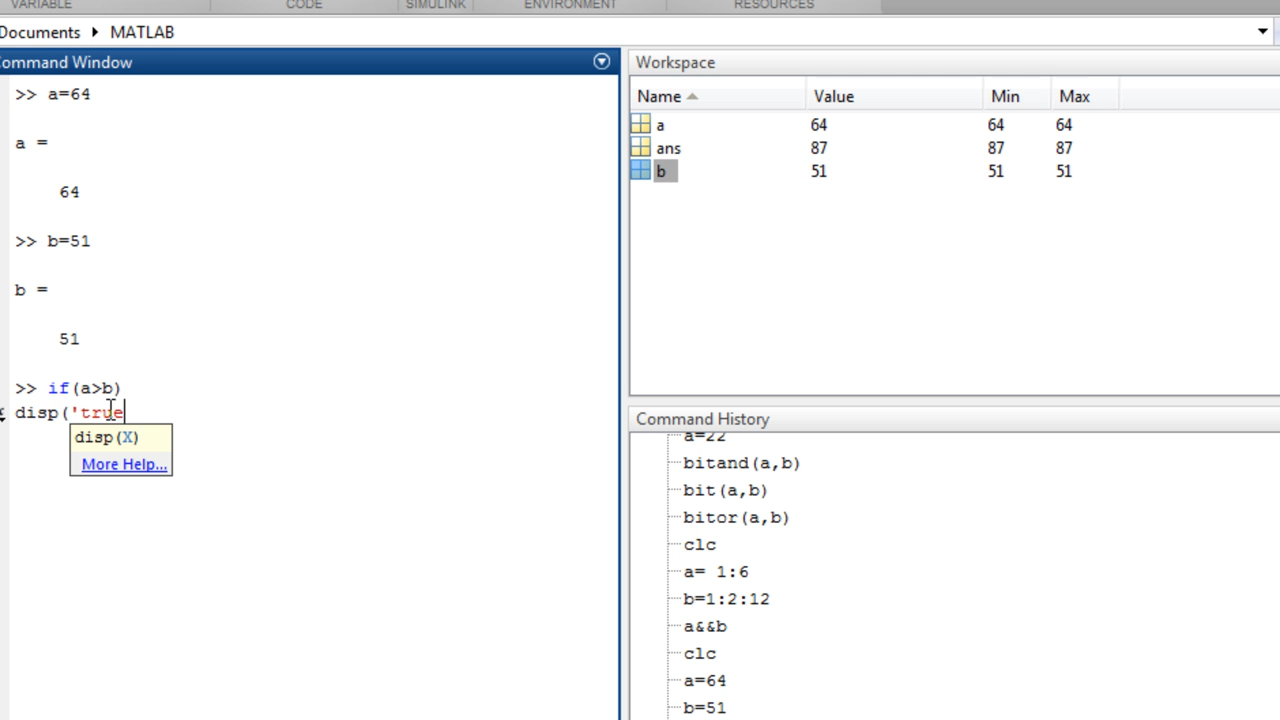 VARIABLE CODE SIMULINK ENVIRONMENT RESOURCES
Documents MATLAB
Command Window
>> a=64
a =
64
>> b=51
b =
51
>> if(a>b)
disp('true
disp(X)
More Help...
Workspace
Name Value Min Max
a 64 64 64
ans 87 87 87
b 51 51 51
Command History
a=22
bitand(a,b)
bit(a,b)
bitor(a,b)
clc
a= 1:6
b=1:2:12
a&&b
clc
a=64
b=51